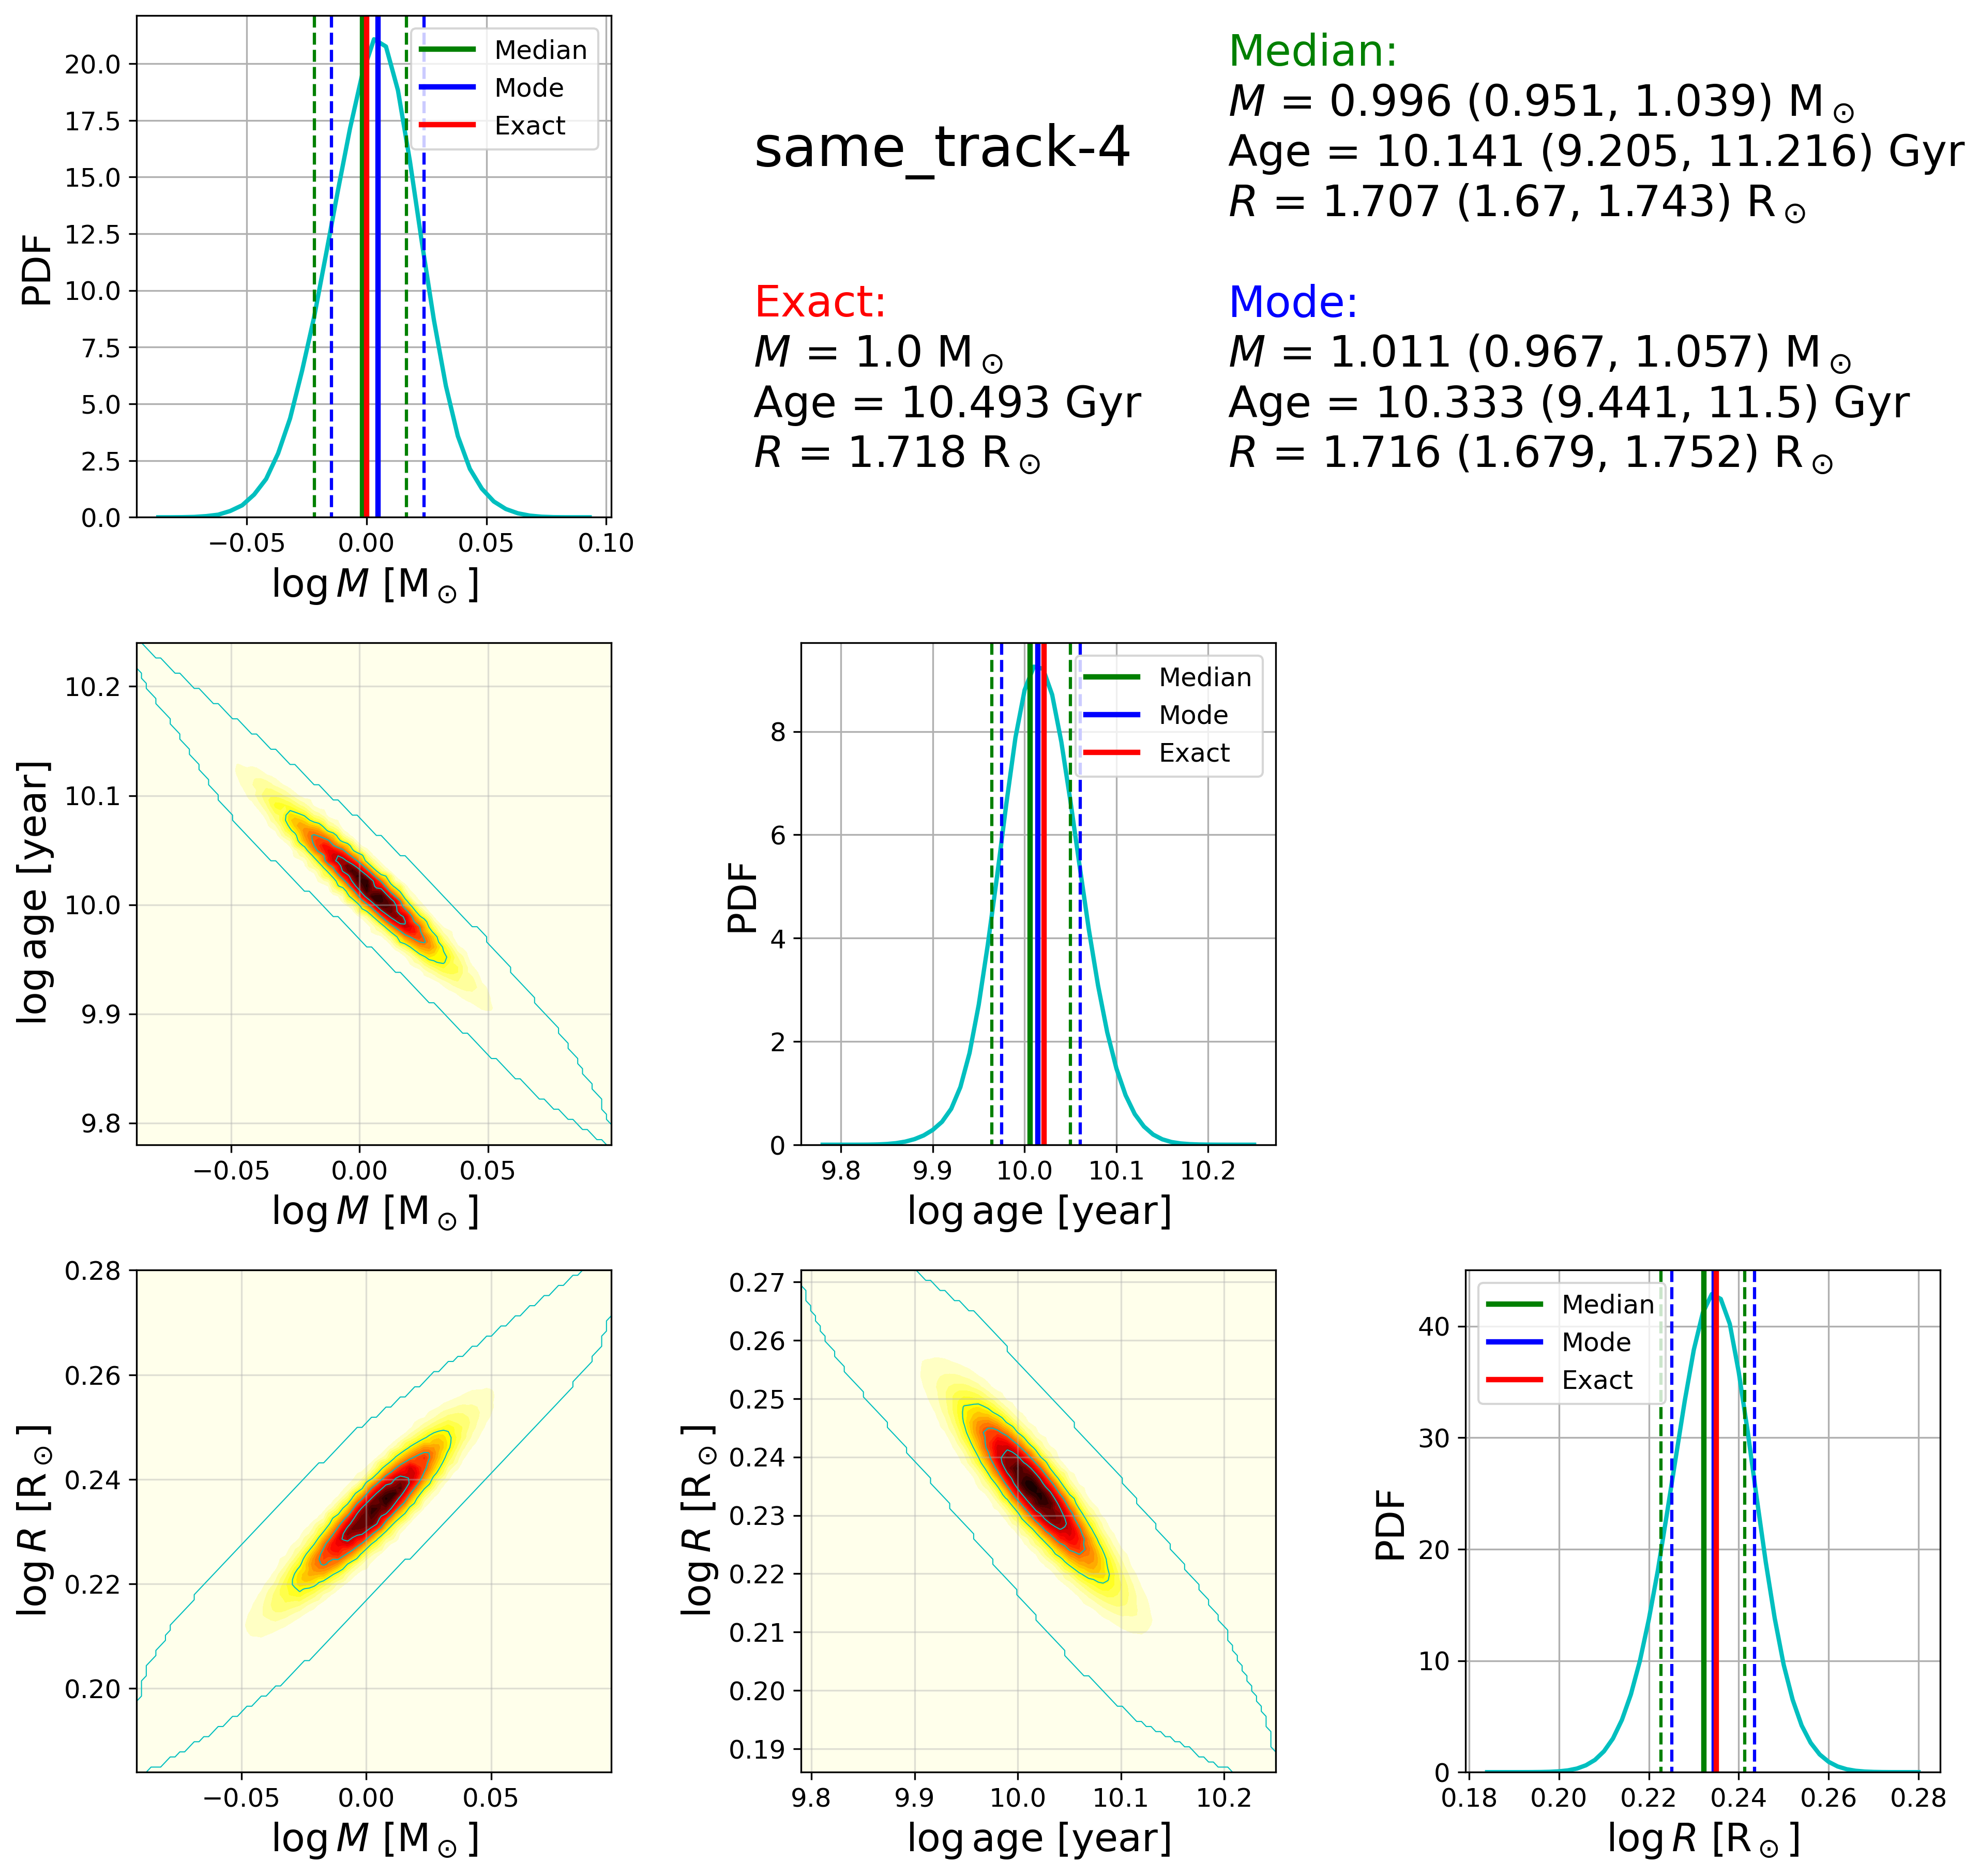 Median
Mode
Exact
20.0
17.5
15.0
12.5
10.0
7.5
5.0
2.5
0.0
PDF
−0.05 0.00 0.05 0.10
log M [M⊙]
same_track-4
Median:
M = 0.996 (0.951, 1.039) M⊙
Age = 10.141 (9.205, 11.216) Gyr
R = 1.707 (1.67, 1.743) R⊙
Exact:
M = 1.0 M⊙
Age = 10.493 Gyr
R = 1.718 R⊙
Mode:
M = 1.011 (0.967, 1.057) M⊙
Age = 10.333 (9.441, 11.5) Gyr
R = 1.716 (1.679, 1.752) R⊙
10.2
10.1
10.0
9.9
9.8
log age [year]
−0.05 0.00 0.05
log M [M⊙]
Median
Mode
Exact
8
6
4
2
0
PDF
9.8 9.9 10.0 10.1 10.2
log age [year]
0.28
0.26
0.24
0.22
0.20
log R [R⊙]
−0.05 0.00 0.05
log M [M⊙]
0.27
0.26
0.25
0.24
0.23
0.22
0.21
0.20
0.19
log R [R⊙]
9.8 9.9 10.0 10.1 10.2
log age [year]
Median
Mode
Exact
40
30
20
10
0
PDF
0.18 0.20 0.22 0.24 0.26 0.28
log R [R⊙]